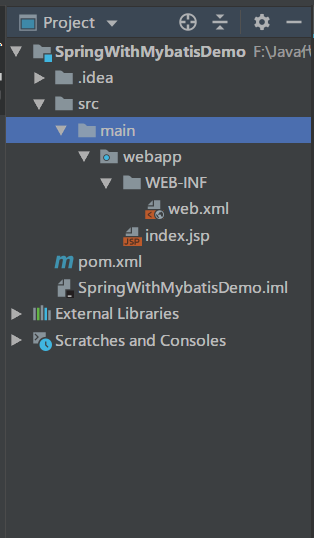 Project
SpringWithMybatisDemo F:\Java
.idea
src
main
webapp
WEB-INF
web.xml
JSP index.jsp
m pom.xml
SpringWithMybatisDemo.iml
External Libraries
Scratches and Consoles